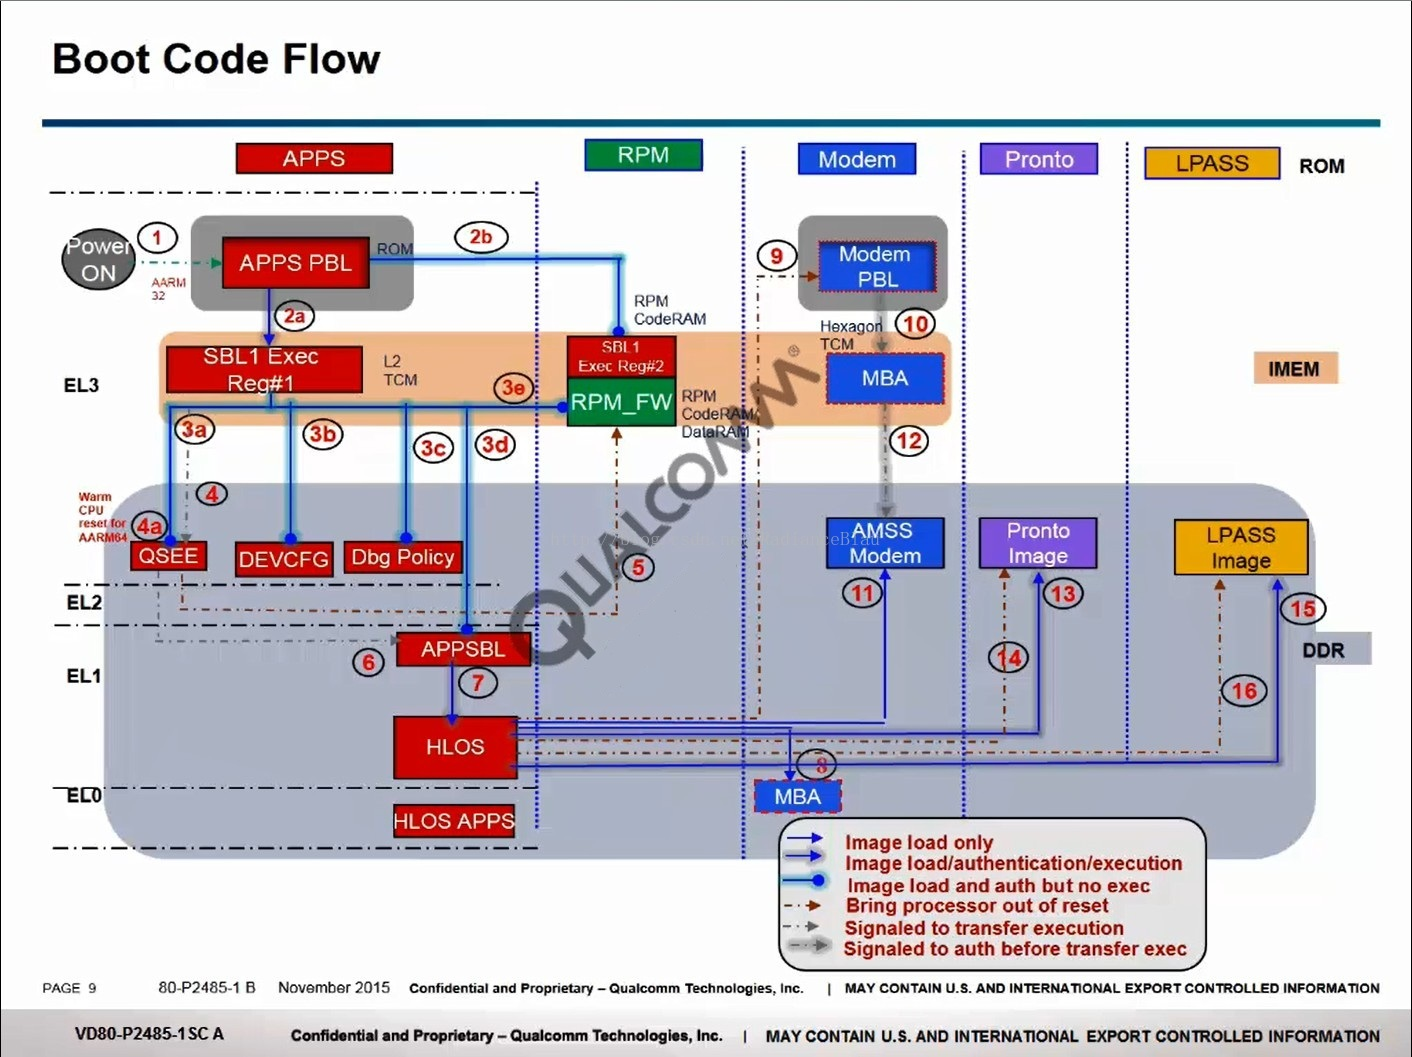 Boot Code Flow
APPS
RPM
Modem
Pronto
LPASS
ROM
Power
ON
1
AARM
32
APPS PBL
ROM
2b
2a
RPM
CodeRAM
9
Modem
PBL
10
Hexagon
TCM
EL3
SBL1 Exec
Reg#1
L2
TCM
3e
SBL1
Exec Reg#2
RPM_FW
RPM
CodeRAM
DataRAM
MBA
IMEM
3a
3b
3c
3d
12
Warm
CPU
reset for
AARM64
4
4a
QSEE
DEVCFG
Dbg Policy
5
AMSS
Modem
Pronto
Image
LPASS
Image
QUALCOMM®
EL2
11
13
15
EL1
6
APPSBL
7
14
16
DDR
HLOS
8
MBA
EL0
HLOS APPS
Image load only
Image load/authentication/execution
Image load and auth but no exec
Bring processor out of reset
Signaled to transfer execution
Signaled to auth before transfer exec
PAGE 9 80-P2485-1 B November 2015 Confidential and Proprietary – Qualcomm Technologies, Inc. | MAY CONTAIN U.S. AND INTERNATIONAL EXPORT CONTROLLED INFORMATION
VD80-P2485-1SC A Confidential and Proprietary – Qualcomm Technologies, Inc. | MAY CONTAIN U.S. AND INTERNATIONAL EXPORT CONTROLLED INFORMATION